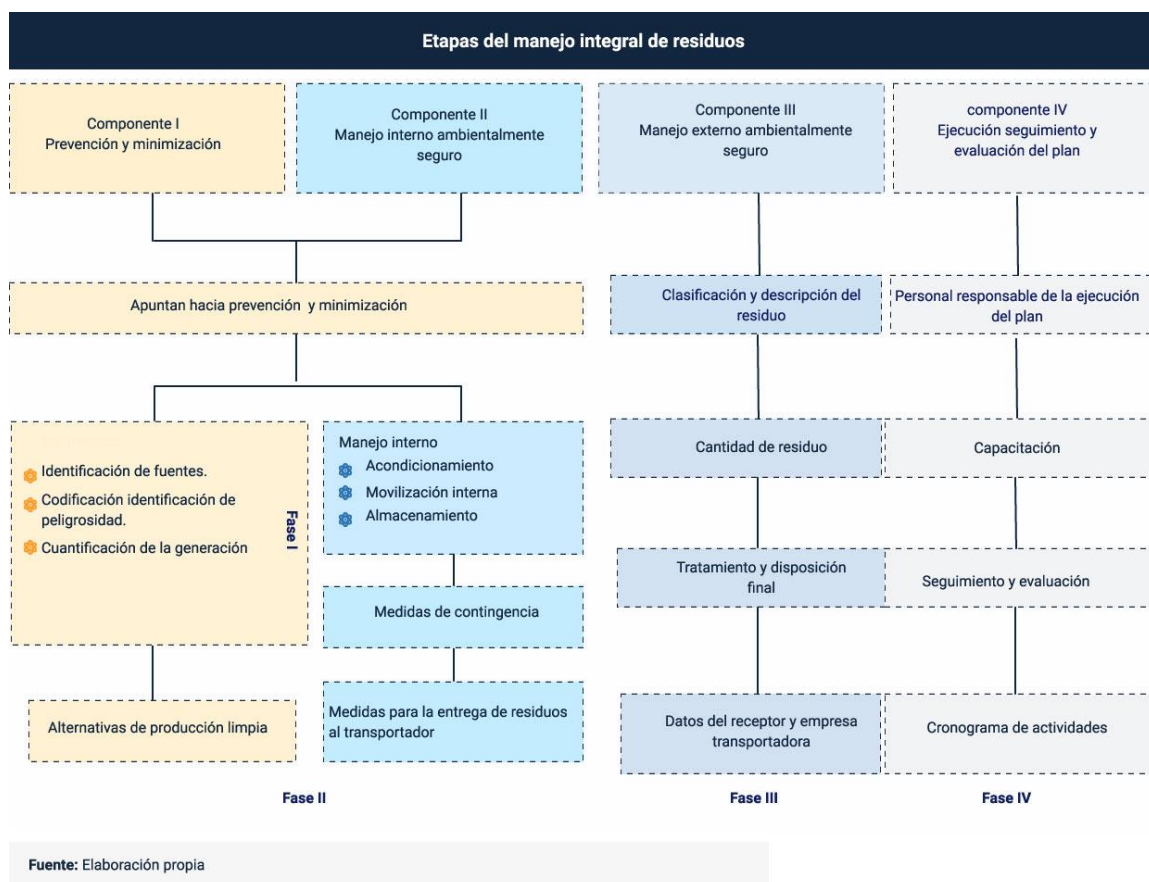 Etapas del manejo integral de residuos
Componente I
Prevención y minimización
Componente II
Manejo interno ambientalmente
seguro
Componente III
Manejo externo ambientalmente
seguro
componente IV
Ejecución seguimiento y
evaluación del plan
Apuntan hacia prevención y minimización
Clasificación y descripción del
residuo
Personal responsable de la ejecución
del plan
Identificación de fuentes.
Codificación identificación de
peligrosidad.
Cuantificación de la generación
Fase I
Manejo interno
Acondicionamiento
Movilización interna
Almacenamiento
Cantidad de residuo
Capacitación
Medidas de contingencia
Tratamiento y disposición
final
Seguimiento y evaluación
Alternativas de producción limpia
Medidas para la entrega de residuos
al transportador
Datos del receptor y empresa
transportadora
Cronograma de actividades
Fase II
Fase III
Fase IV
Fuente: Elaboración propia